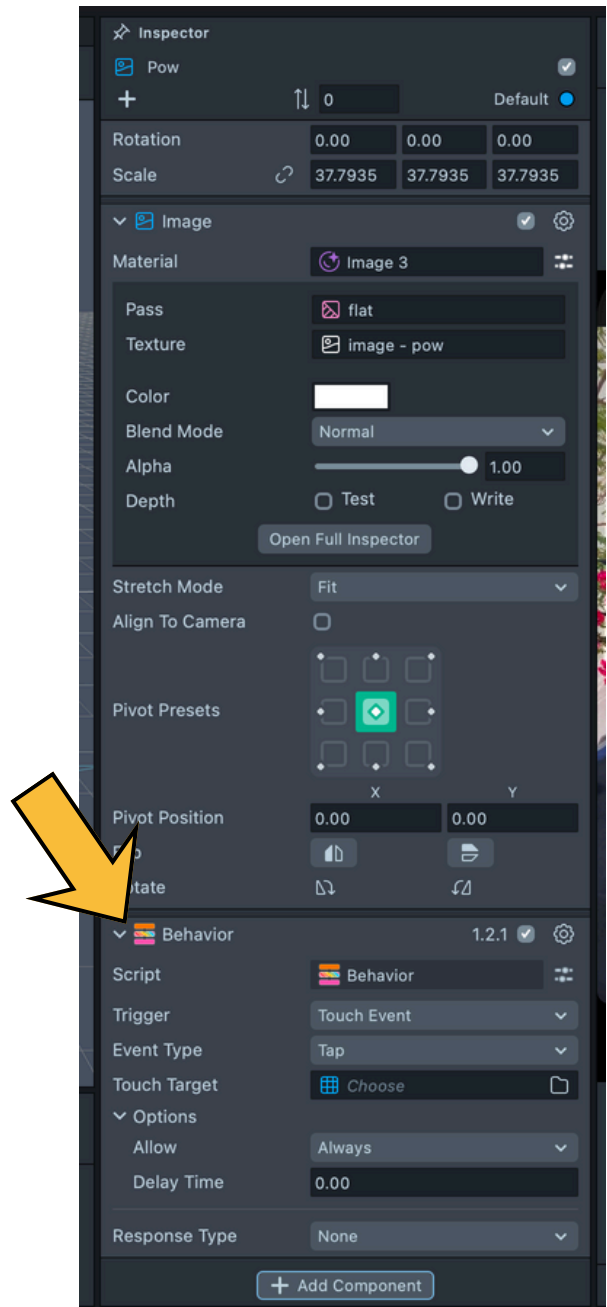 Inspector
Pow
0 Default
Rotation 0.00 0.00 0.00
Scale 37.7935 37.7935 37.7935
Image
Material Image 3
Pass flat
Texture image - pow
Color
Blend Mode Normal
Alpha 1.00
Depth Test Write
Open Full Inspector
Stretch Mode Fit
Align To Camera
Pivot Presets
X Y
Pivot Position 0.00 0.00
Behavior 1.2.1
Script Behavior
Trigger Touch Event
Event Type Tap
Touch Target Choose
Options
Allow Always
Delay Time 0.00
Response Type None
+ Add Component